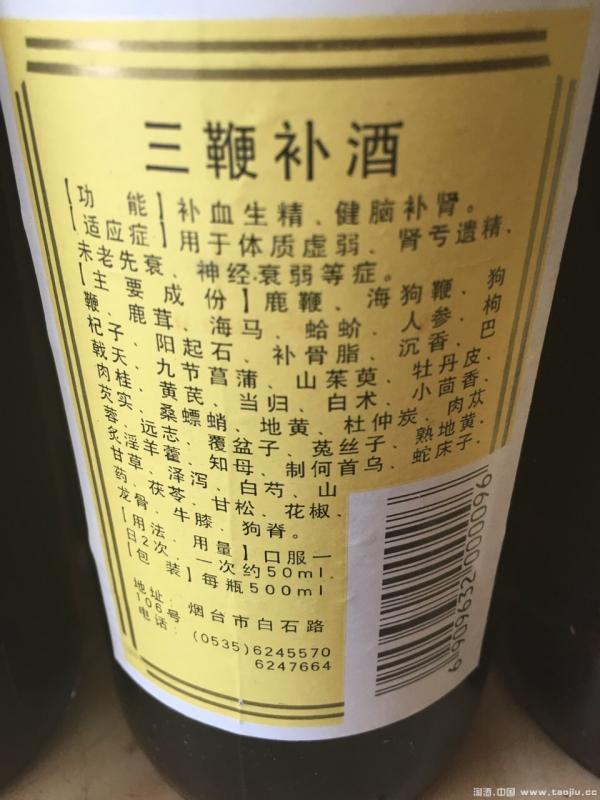 三鞭补酒
【功 能】补血生精、健脑补肾。
【适应症】用于体质虚弱、肾亏遗精、
未老先衰、神经衰弱等症。
【主要成份】鹿鞭、海狗鞭、狗
鞭、鹿茸、海马、蛤蚧、人参、枸
杞子、阳起石、补骨脂、沉香、巴
戟天、九节菖蒲、山茱萸、牡丹皮、
肉桂、黄芪、当归、白术、小茴香、
芡实、桑螵蛸、地黄、杜仲炭、肉苁
蓉、远志、覆盆子、菟丝子、熟地黄、
炙淫羊藿、知母、制何首乌、蛇床子、
甘草、泽泻、白芍、山
药、茯苓、甘松、花椒、
龙骨、牛膝、狗脊。
【用法、用量】口服一
日2次，一次约50ml.
【包 装】每瓶500ml
地址：烟台市白石路
106号
电话：(0535)6245570
6247664
6909632000096
淘酒.中国 www.taojiu.cc